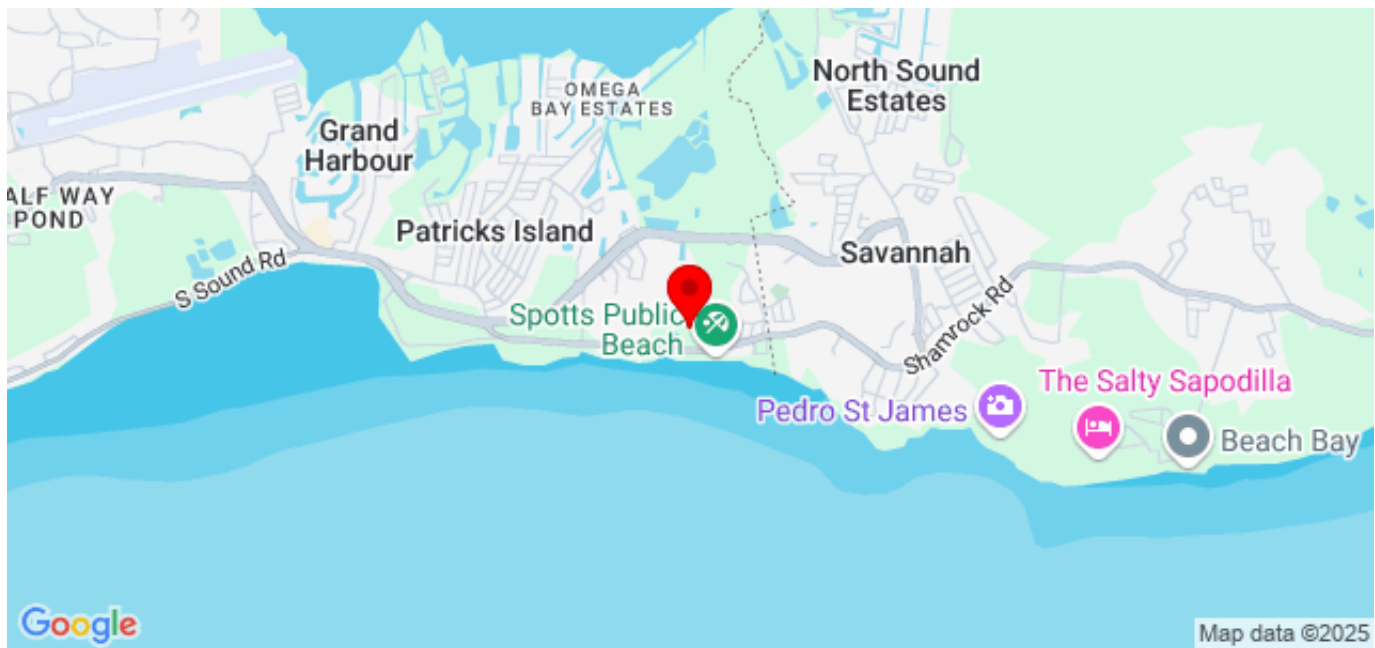 North Sound
Estates
OMEGA
BAY ESTATES
Grand
Harbour
ALF WAY
POND
Patricks Island
Savannah
S Sound Rd
Spotts Public
Beach
Shamrock Rd
The Salty Sapodilla
Pedro St James
Beach Bay
Google
Map data ©2025